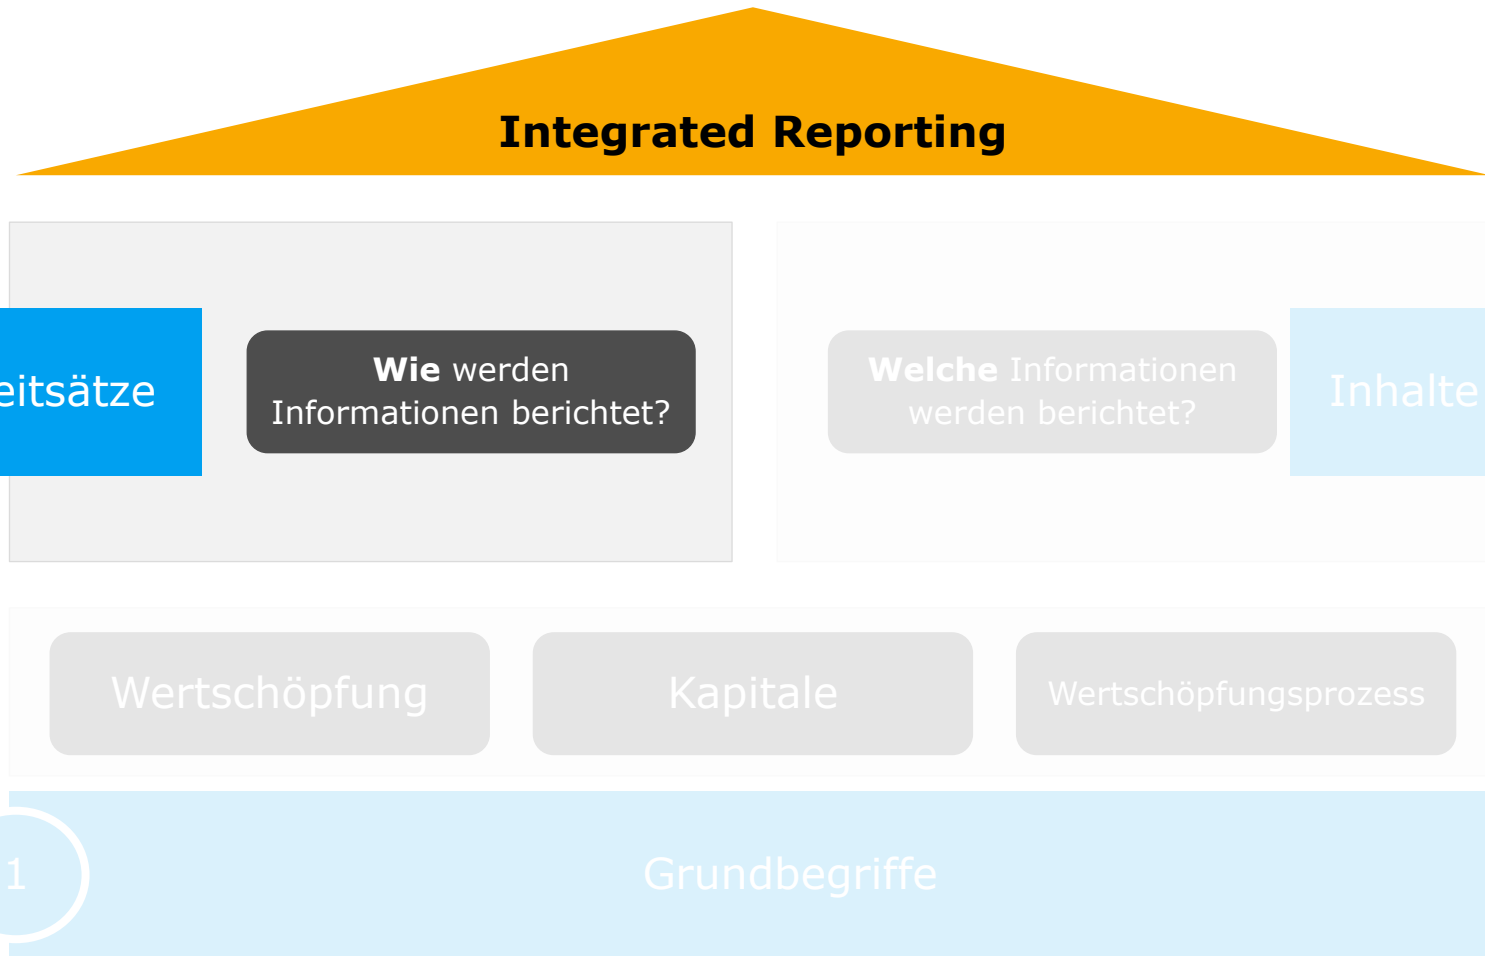 Integrated Reporting
eitsätze
Wie werden
Informationen berichtet?
Welche Informationen
werden berichtet?
Inhalte
Wertschöpfung
Kapitale
Wertschöpfungsprozess
1
Grundbegriffe